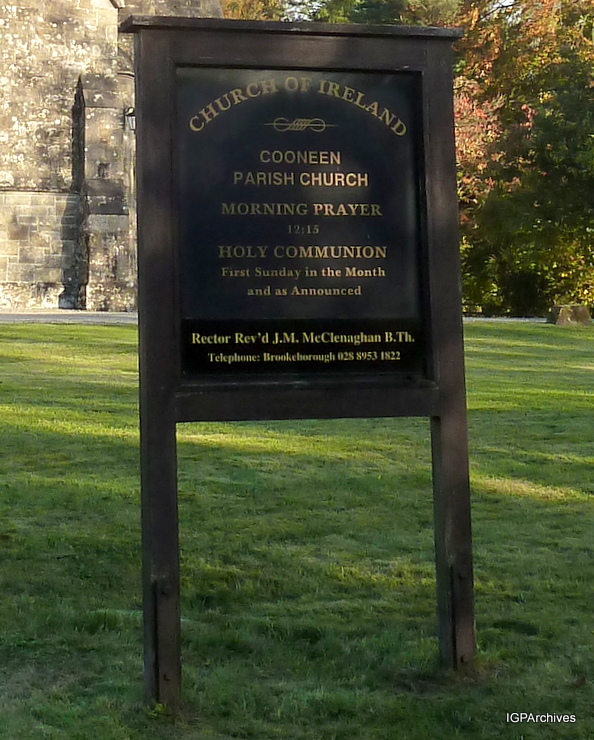 CHURCH OF IRELAND
COONEEN
PARISH CHURCH
MORNING PRAYER
12:15
HOLY COMMUNION
First Sunday in the Month
and as Announced
Rector Rev'd J.M. McClenaghan B.Th.
Telephone: Brookeborough 028 8953 1822
IGPArchives